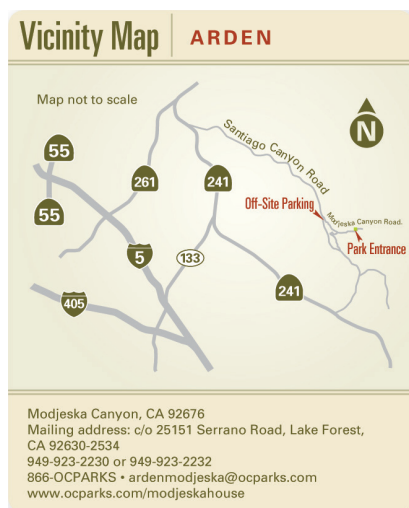 Vicinity Map ARDEN
Map not to scale
N
Santiago Canyon Road
55
261
241
Off-Site Parking
Modjeska Canyon Road.
55
Park Entrance
5
133
241
405
Modjeska Canyon, CA 92676
Mailing address: c/o 25151 Serrano Road, Lake Forest,
CA 92630-2534
949-923-2230 or 949-923-2232
866-OCPARKS • ardenmodjeska@ocparks.com
www.ocparks.com/modjeskahouse